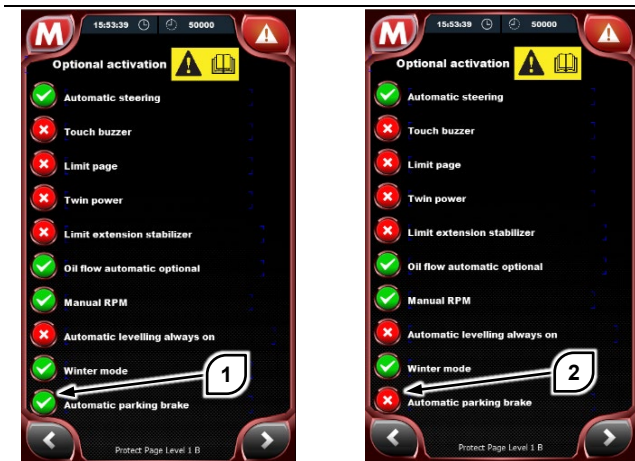 M
15:53:39 50000
Optional activation
Automatic steering
Touch buzzer
Limit page
Twin power
Limit extension stabilizer
Oil flow automatic optional
Manual RPM
Automatic levelling always on
Winter mode
1
Automatic parking brake
Protect Page Level 1 B
M
15:53:39 50000
Optional activation
Automatic steering
Touch buzzer
Limit page
Twin power
Limit extension stabilizer
Oil flow automatic optional
Manual RPM
Automatic levelling always on
Winter mode
2
Automatic parking brake
Protect Page Level 1 B